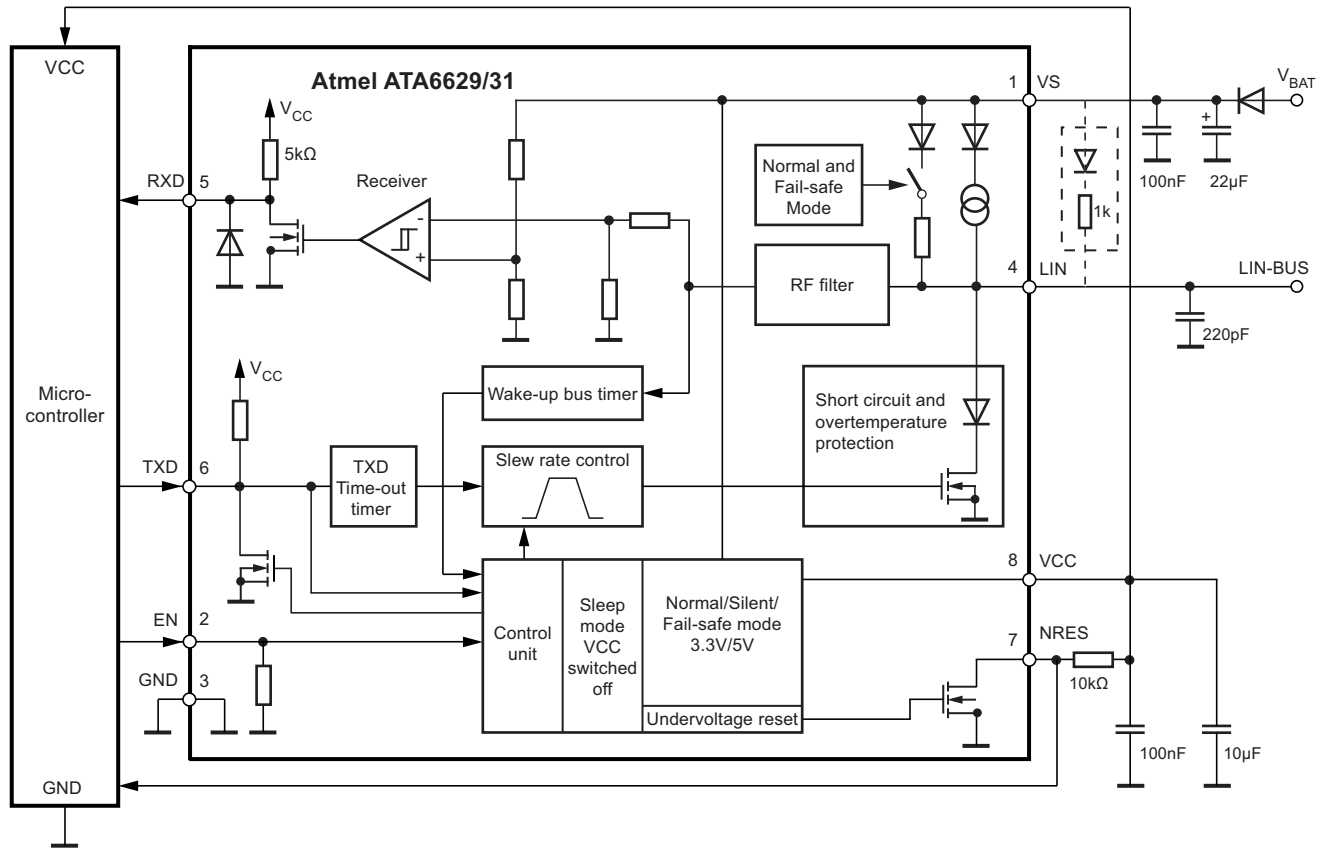 VCC
Atmel ATA6629/31
1 VS
V_BAT
V_CC
5kΩ
RXD 5
Receiver
-
+
Normal and
Fail-safe
Mode
100nF
+
22µF
1k
RF filter
4 LIN
LIN-BUS
220pF
V_CC
Micro-
controller
Wake-up bus timer
Short circuit and
overtemperature
protection
TXD 6
TXD
Time-out
timer
Slew rate control
8 VCC
EN 2
Control
unit
Sleep
mode
VCC
switched
off
Normal/Silent/
Fail-safe mode
3.3V/5V
7 NRES
10kΩ
GND 3
Undervoltage reset
100nF
10µF
GND